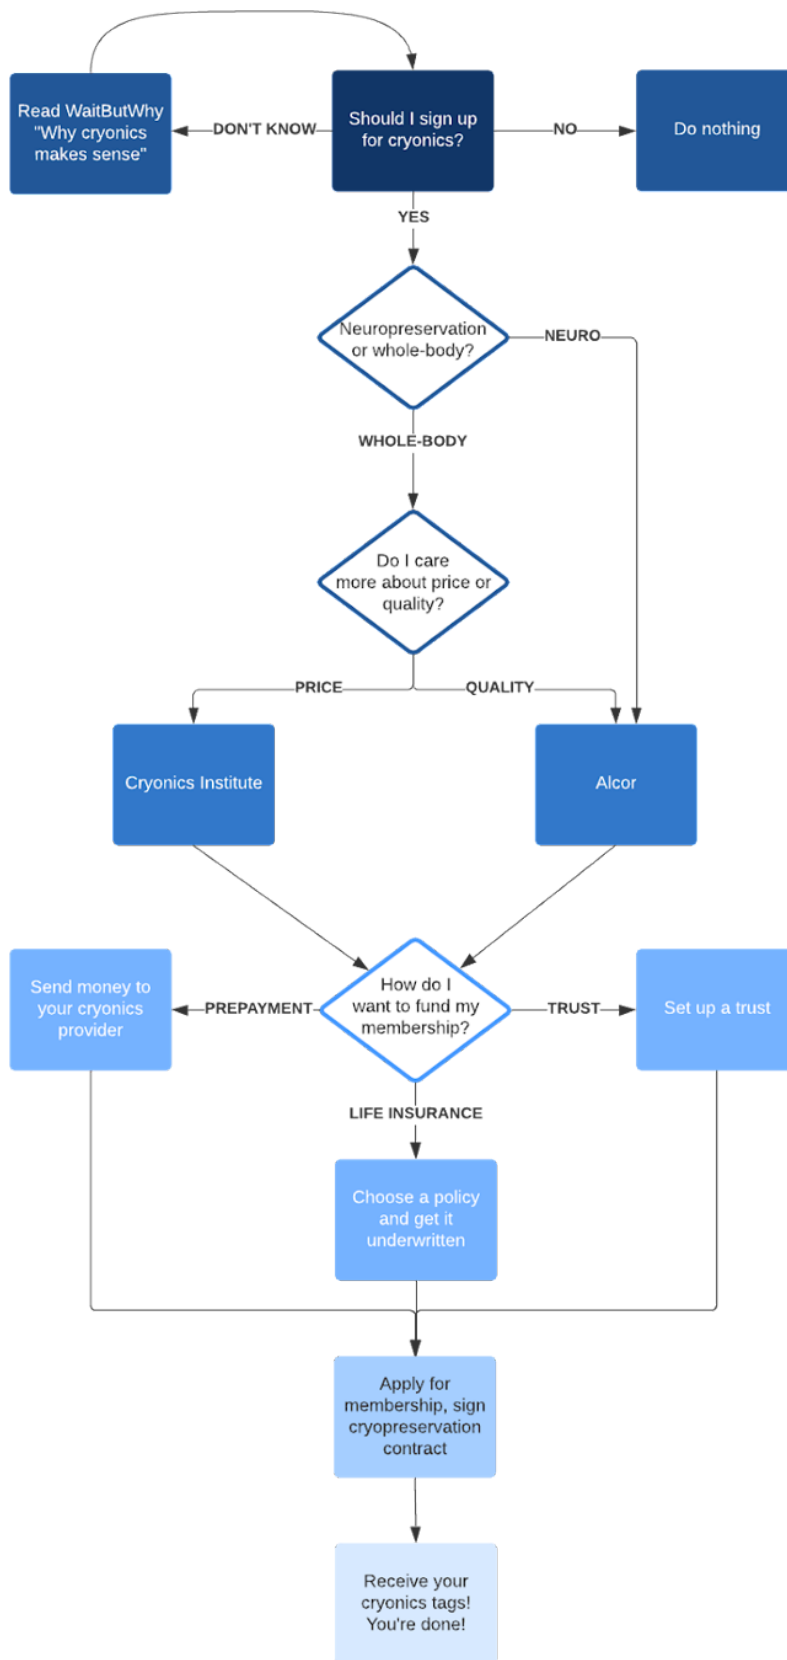 Read WaitButWhy
"Why cryonics
makes sense"
DON'T KNOW
Should I sign up
for cryonics?
NO
Do nothing
YES
Neuropreservation
or whole-body?
NEURO
WHOLE-BODY
Do I care
more about price or
quality?
PRICE
QUALITY
Cryonics Institute
Alcor
Send money to
your cryonics
provider
PREPAYMENT
How do I
want to fund my
membership?
TRUST
Set up a trust
LIFE INSURANCE
Choose a policy
and get it
underwritten
Apply for
membership, sign
cryopreservation
contract
Receive your
cryonics tags!
You're done!